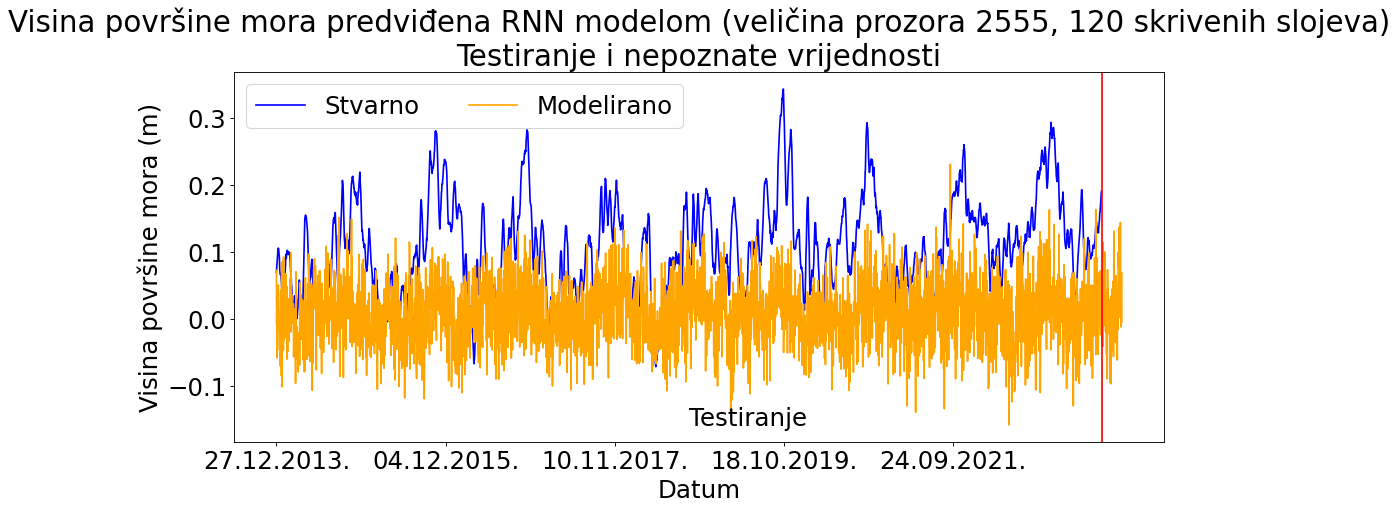 Visina površine mora predviđena RNN modelom (veličina prozora 2555, 120 skrivenih slojeva)
Testiranje i nepoznate vrijednosti
Stvarno Modelirano
Visina površine mora (m)
0.3
0.2
0.1
0.0
−0.1
Testiranje
27.12.2013. 04.12.2015. 10.11.2017. 18.10.2019. 24.09.2021.
Datum